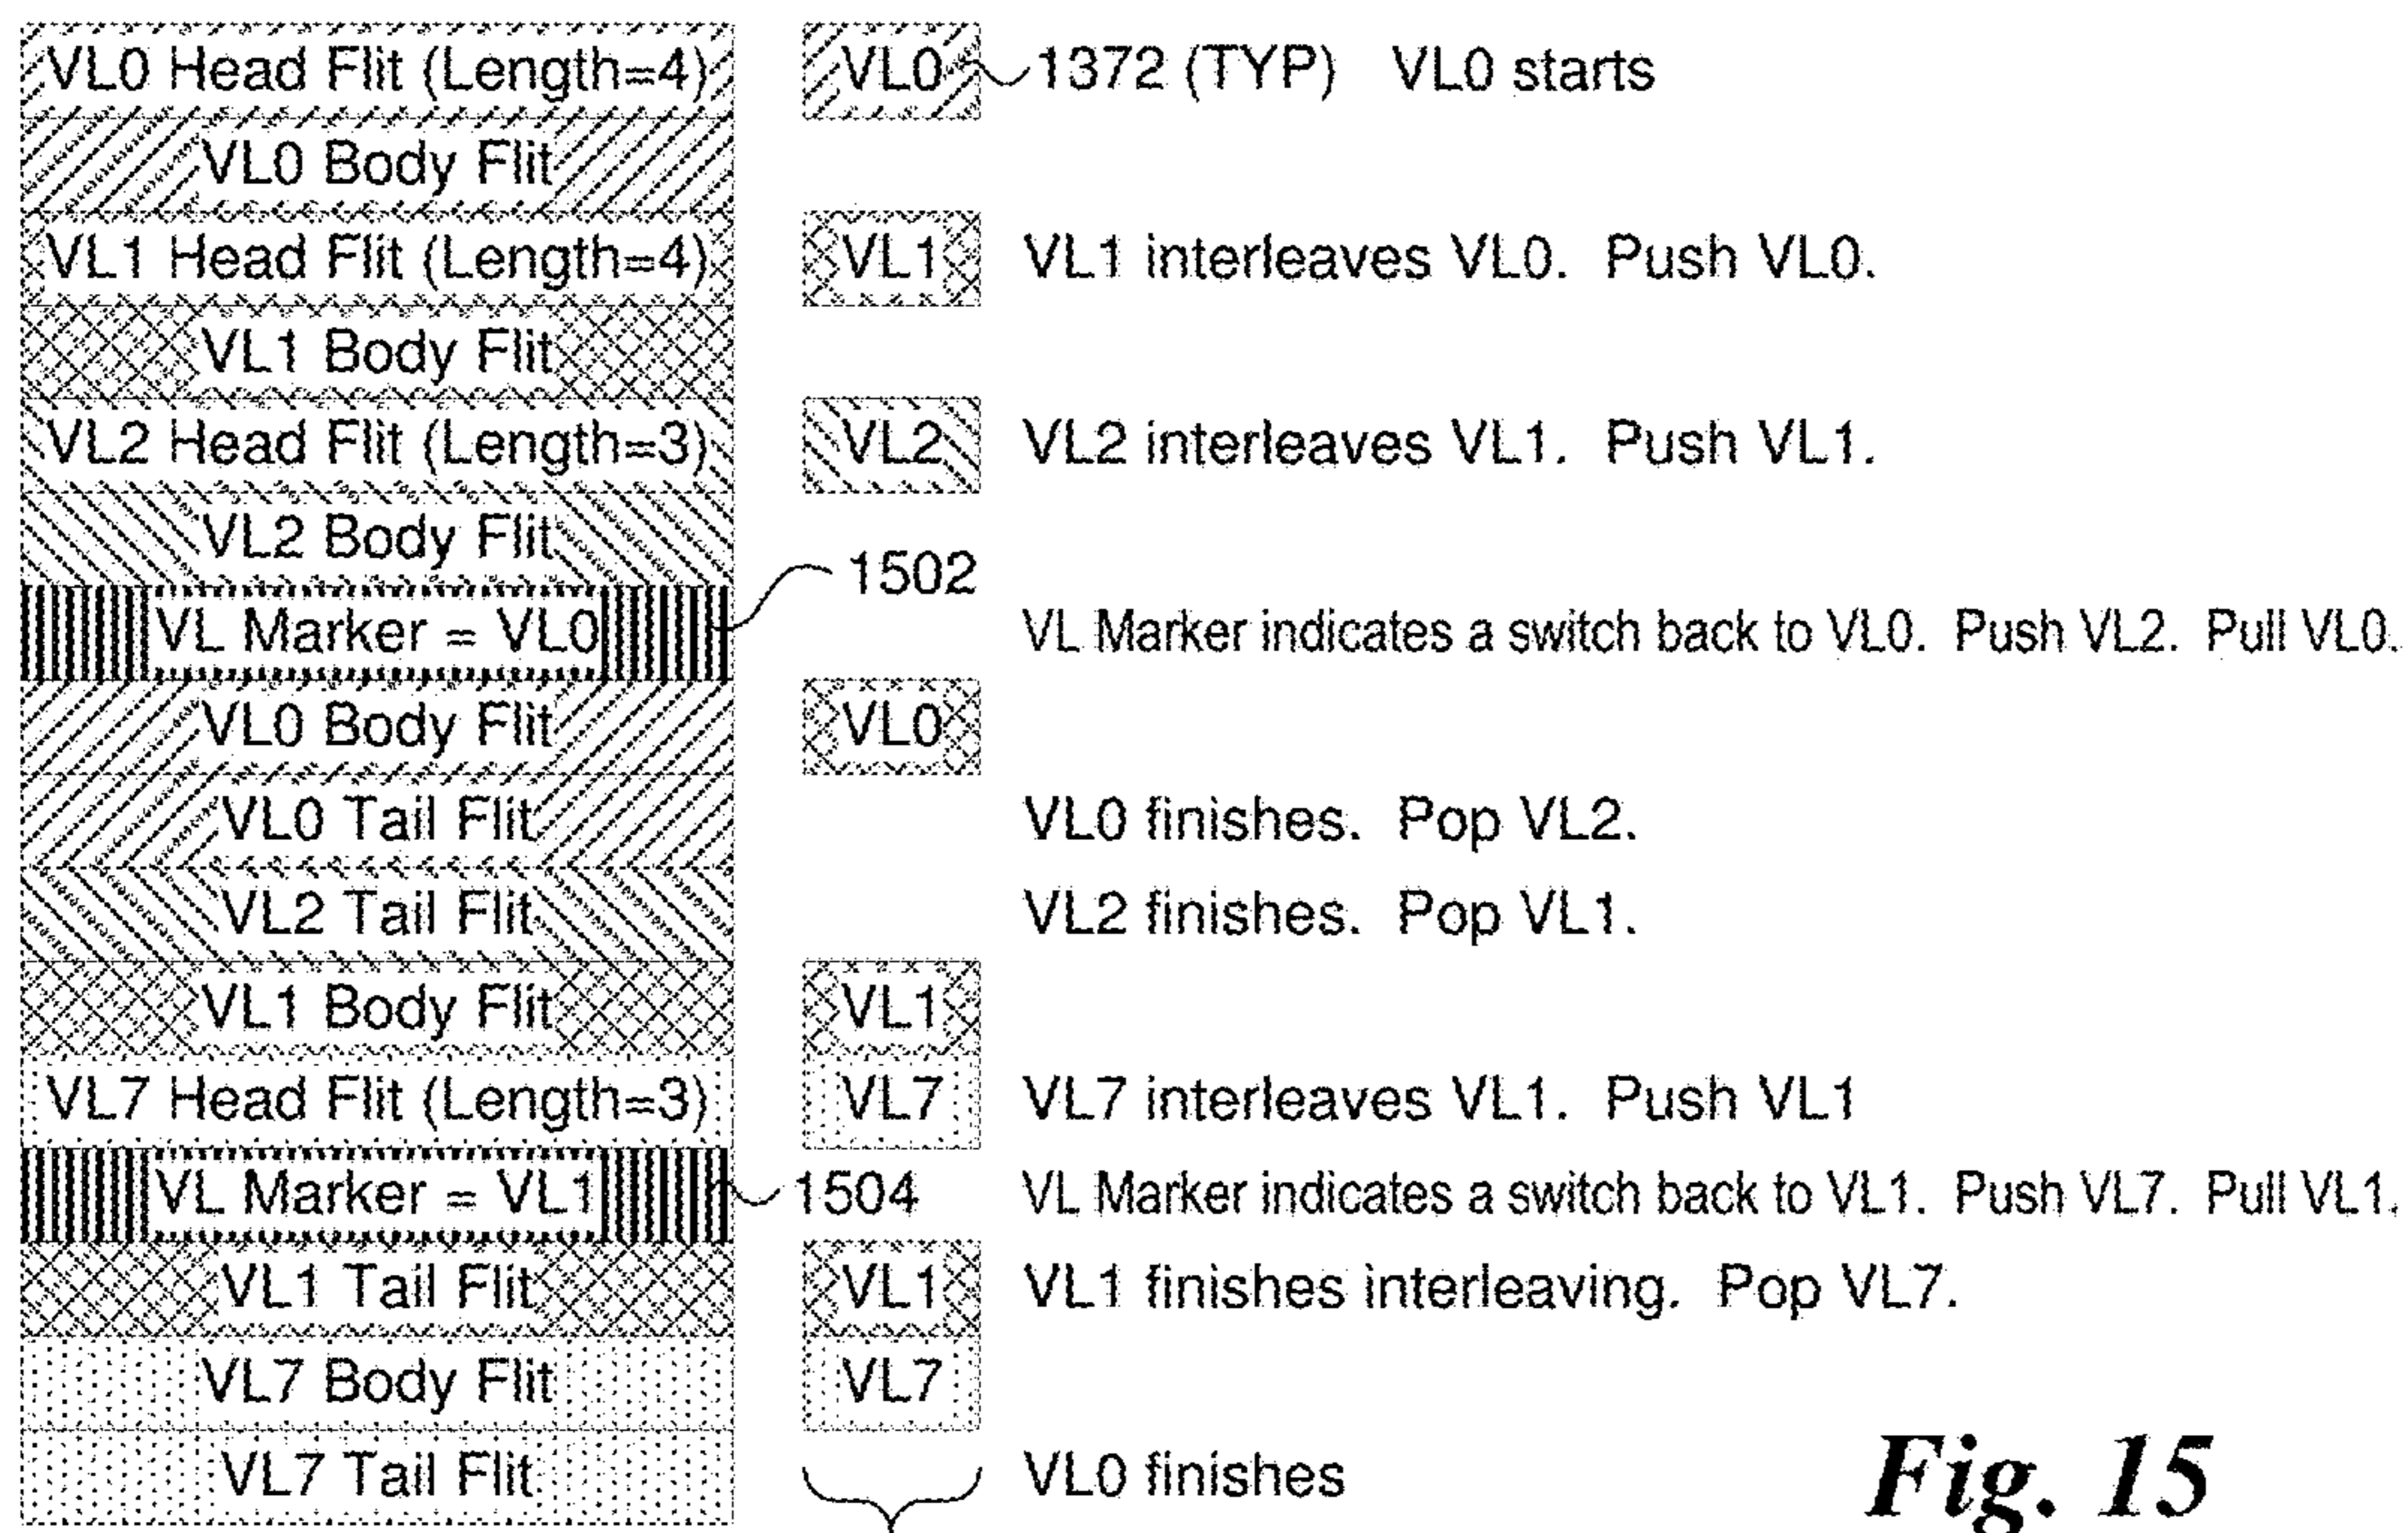 VL0 Head Flit (Length=4) VL0 1372 (TYP) VL0 starts
VL0 Body Flit
VL1 Head Flit (Length=4) VL1 VL1 interleaves VL0. Push VL0.
VL1 Body Flit
VL2 Head Flit (Length=3) VL2 VL2 interleaves VL1. Push VL1.
VL2 Body Flit
1502
VL Marker = VL0 VL Marker indicates a switch back to VL0. Push VL2. Pull VL0.
VL0 Body Flit VL0
VL0 Tail Flit VL0 finishes. Pop VL2.
VL2 Tail Flit VL2 finishes. Pop VL1.
VL1 Body Flit VL1
VL7 Head Flit (Length=3) VL7 VL7 interleaves VL1. Push VL1
VL Marker = VL1 1504 VL Marker indicates a switch back to VL1. Push VL7. Pull VL1.
VL1 Tail Flit VL1 VL1 finishes interleaving. Pop VL7.
VL7 Body Flit VL7
VL7 Tail Flit VL0 finishes
Fig. 15